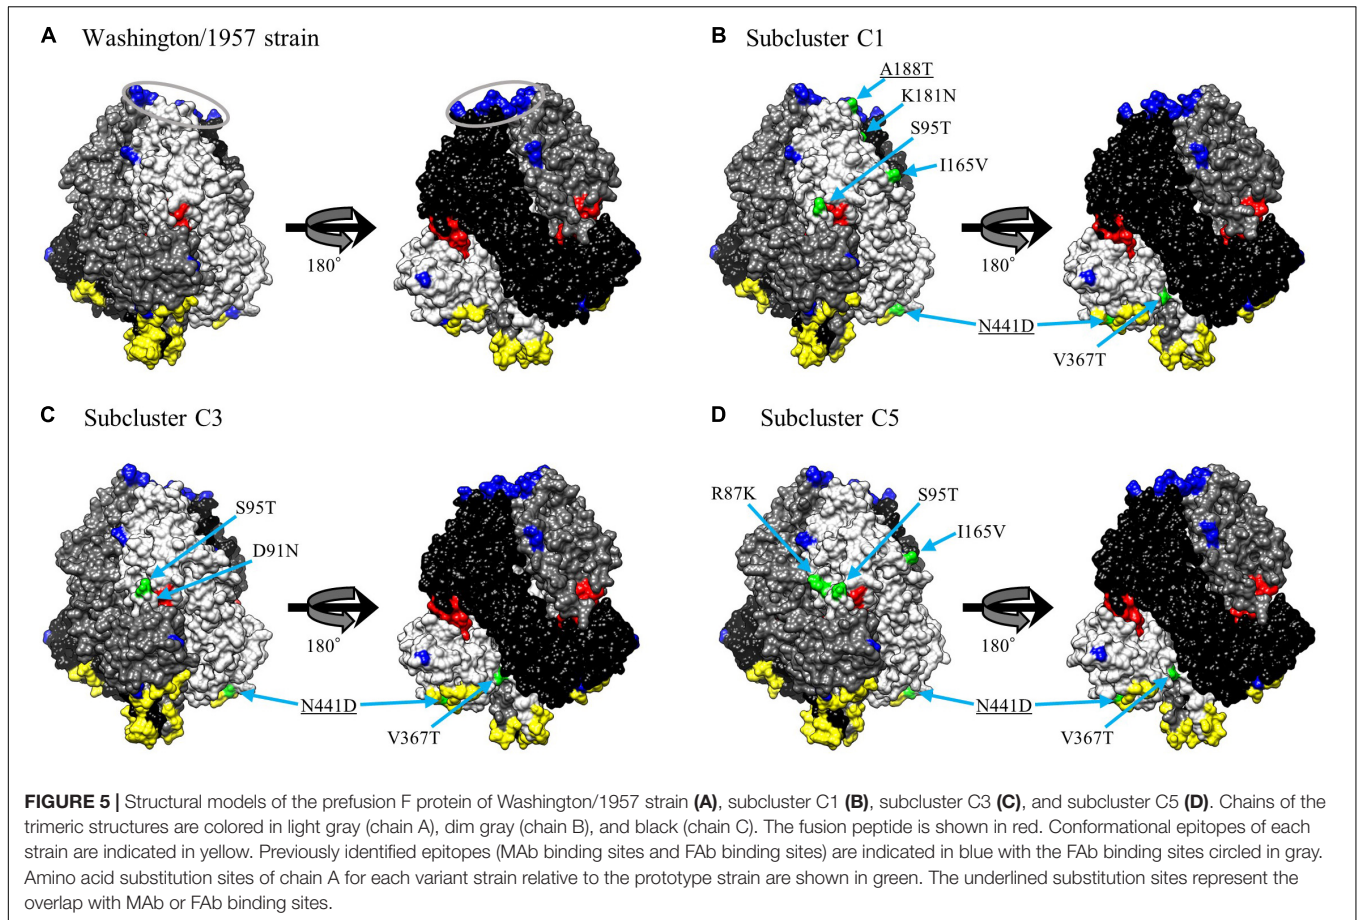 A Washington/1957 strain
B Subcluster C1
A188T
K181N
S95T
I165V
180°
180°
N441D
V367T
C Subcluster C3
D Subcluster C5
S95T
D91N
R87K
S95T
I165V
180°
180°
N441D
V367T
N441D
V367T
FIGURE 5 | Structural models of the prefusion F protein of Washington/1957 strain (A), subcluster C1 (B), subcluster C3 (C), and subcluster C5 (D). Chains of the
trimeric structures are colored in light gray (chain A), dim gray (chain B), and black (chain C). The fusion peptide is shown in red. Conformational epitopes of each
strain are indicated in yellow. Previously identified epitopes (MAb binding sites and FAb binding sites) are indicated in blue with the FAb binding sites circled in gray.
Amino acid substitution sites of chain A for each variant strain relative to the prototype strain are shown in green. The underlined substitution sites represent the
overlap with MAb or FAb binding sites.